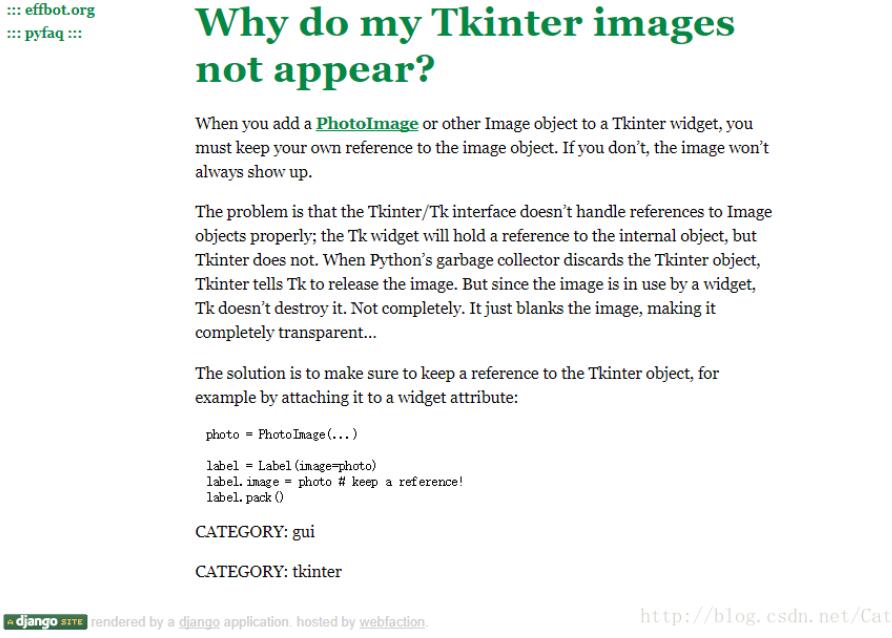 ::: effbot.org
::: pyfaq :::
Why do my Tkinter images
not appear?
When you add a PhotoImage or other Image object to a Tkinter widget, you
must keep your own reference to the image object. If you don’t, the image won’t
always show up.
The problem is that the Tkinter/Tk interface doesn’t handle references to Image
objects properly; the Tk widget will hold a reference to the internal object, but
Tkinter does not. When Python’s garbage collector discards the Tkinter object,
Tkinter tells Tk to release the image. But since the image is in use by a widget,
Tk doesn’t destroy it. Not completely. It just blanks the image, making it
completely transparent…
The solution is to make sure to keep a reference to the Tkinter object, for
example by attaching it to a widget attribute:
photo = PhotoImage(...)
label = Label(image=photo)
label.image = photo # keep a reference!
label.pack()
CATEGORY: gui
CATEGORY: tkinter
A django SITE rendered by a django application. hosted by webfaction.
http://blog.csdn.net/Cat